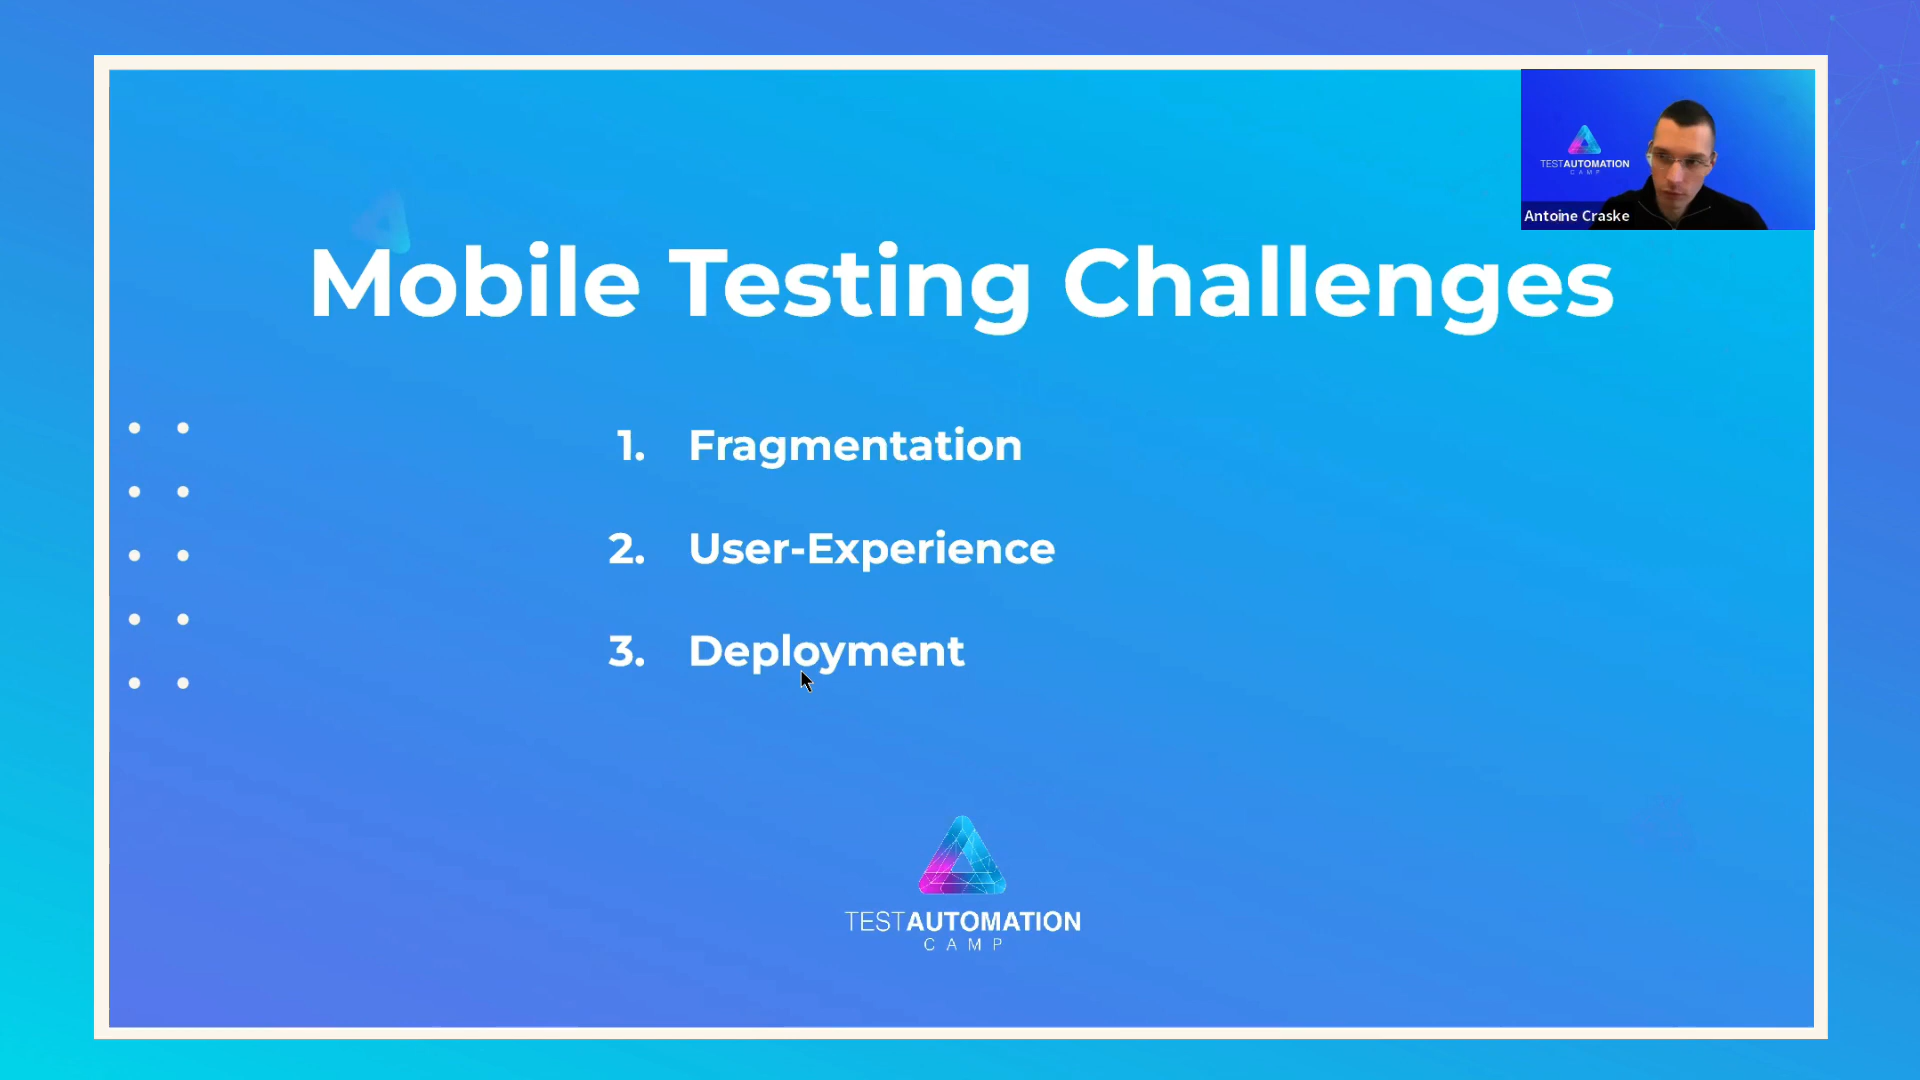 TESTAUTOMATION
CAMP
Antoine Craske
Mobile Testing Challenges
1. Fragmentation
2. User-Experience
3. Deployment
TESTAUTOMATION
CAMP